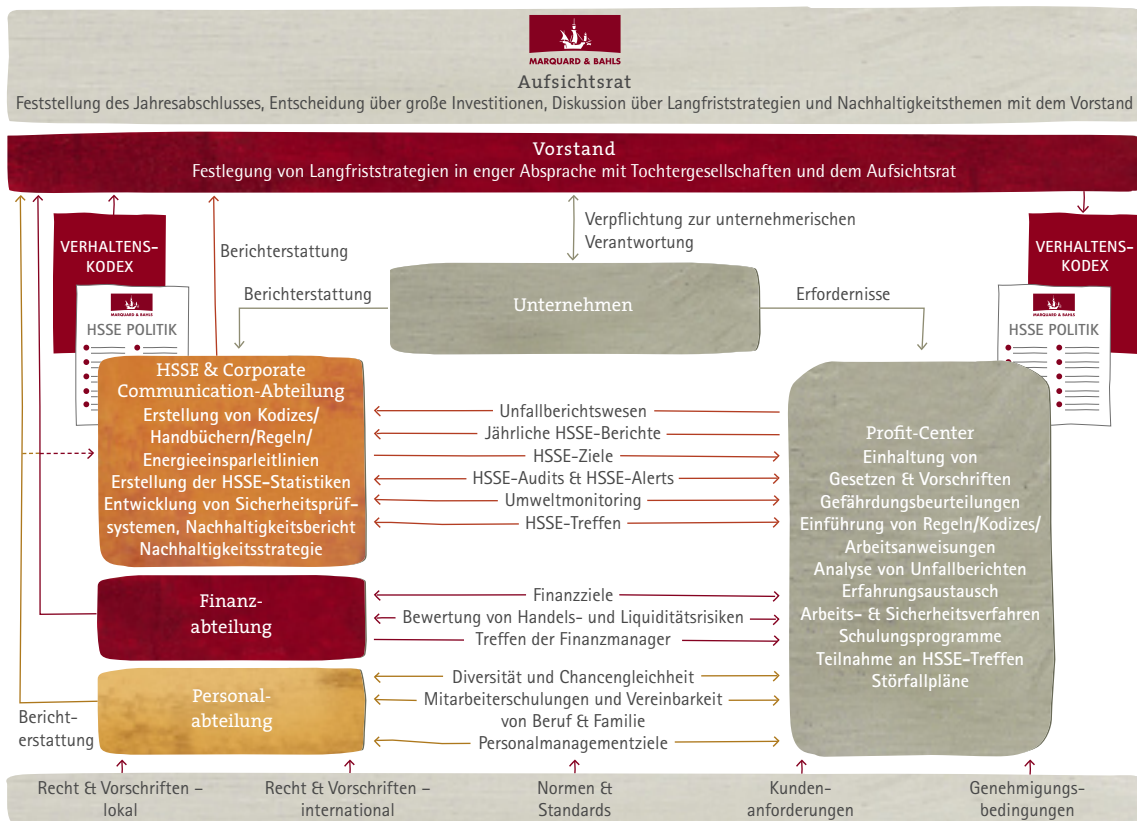 MARQUARD & BAHLS
Aufsichtsrat
Feststellung des Jahresabschlusses, Entscheidung über große Investitionen, Diskussion über Langfriststrategien und Nachhaltigkeitsthemen mit dem Vorstand
Vorstand
Festlegung von Langfriststrategien in enger Absprache mit Tochtergesellschaften und dem Aufsichtsrat
VERHALTENS-
KODEX
MARQUARD & BAHLS
HSSE POLITIK
Berichterstattung
Verpflichtung zur unternehmerischen
Verantwortung
VERHALTENS-
KODEX
MARQUARD & BAHLS
HSSE POLITIK
Berichterstattung
Unternehmen
Erfordernisse
HSSE & Corporate
Communication-Abteilung
Erstellung von Kodizes/
Handbüchern/Regeln/
Energieeinsparleitlinien
Erstellung der HSSE-Statistiken
Entwicklung von Sicherheitsprüf-
systemen, Nachhaltigkeitsbericht
Nachhaltigkeitsstrategie
Unfallberichtswesen
Jährliche HSSE-Berichte
HSSE-Ziele
HSSE-Audits & HSSE-Alerts
Umweltmonitoring
HSSE-Treffen
Profit-Center
Einhaltung von
Gesetzen & Vorschriften
Gefährdungsbeurteilungen
Einführung von Regeln/Kodizes/
Arbeitsanweisungen
Analyse von Unfallberichten
Erfahrungsaustausch
Arbeits- & Sicherheitsverfahren
Schulungsprogramme
Teilnahme an HSSE-Treffen
Störfallpläne
Finanz-
abteilung
Finanzziele
Bewertung von Handels- und Liquiditätsrisiken
Treffen der Finanzmanager
Personal-
abteilung
Diversität und Chancengleichheit
Mitarbeiterschulungen und Vereinbarkeit
von Beruf & Familie
Personalmanagementziele
Bericht-
erstattung
Recht & Vorschriften –
lokal
Recht & Vorschriften –
international
Normen &
Standards
Kunden-
anforderungen
Genehmigungs-
bedingungen